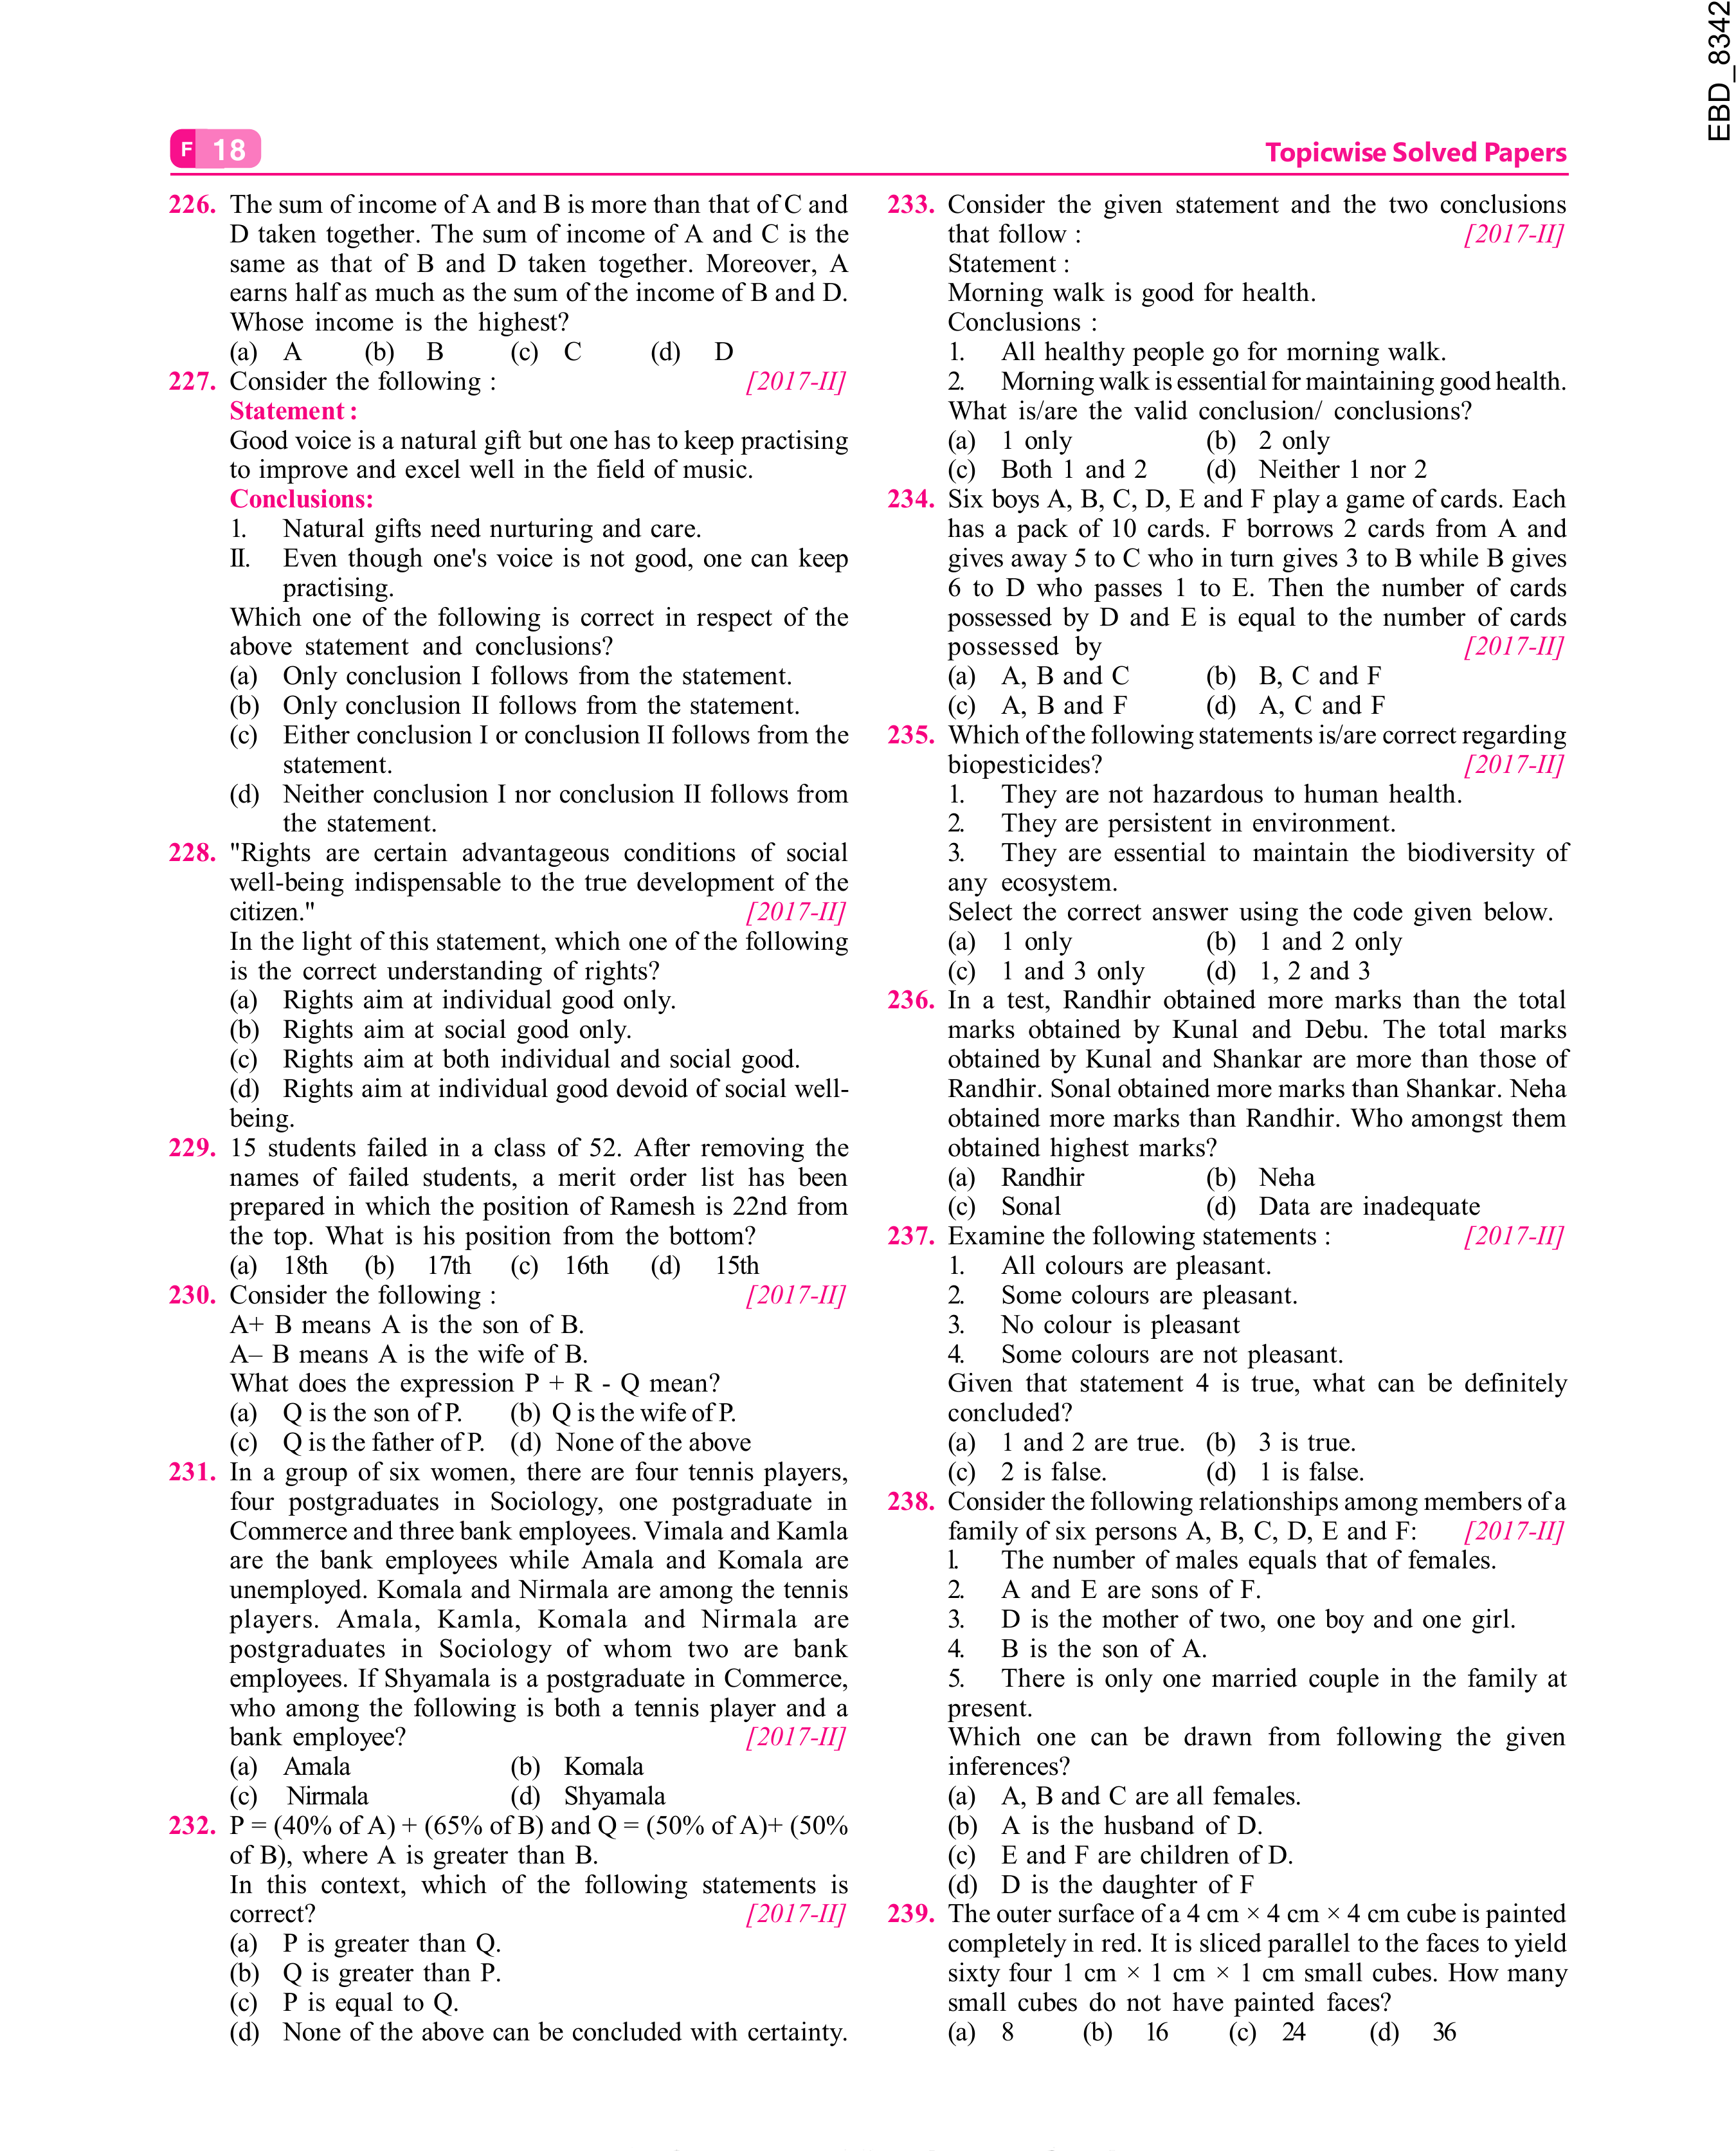 EBD_8342
F 18
Topicwise Solved Papers
226. The sum of income of A and B is more than that of C and
D taken together. The sum of income of A and C is the
same as that of B and D taken together. Moreover, A
earns half as much as the sum of the income of B and D.
Whose income is the highest?
(a) A (b) B (c) C (d) D
227. Consider the following : [2017-II]
Statement :
Good voice is a natural gift but one has to keep practising
to improve and excel well in the field of music.
Conclusions:
1. Natural gifts need nurturing and care.
II. Even though one's voice is not good, one can keep
practising.
Which one of the following is correct in respect of the
above statement and conclusions?
(a) Only conclusion I follows from the statement.
(b) Only conclusion II follows from the statement.
(c) Either conclusion I or conclusion II follows from the
statement.
(d) Neither conclusion I nor conclusion II follows from
the statement.
228. "Rights are certain advantageous conditions of social
well-being indispensable to the true development of the
citizen." [2017-II]
In the light of this statement, which one of the following
is the correct understanding of rights?
(a) Rights aim at individual good only.
(b) Rights aim at social good only.
(c) Rights aim at both individual and social good.
(d) Rights aim at individual good devoid of social well-
being.
229. 15 students failed in a class of 52. After removing the
names of failed students, a merit order list has been
prepared in which the position of Ramesh is 22nd from
the top. What is his position from the bottom?
(a) 18th (b) 17th (c) 16th (d) 15th
230. Consider the following : [2017-II]
A+ B means A is the son of B.
A– B means A is the wife of B.
What does the expression P + R - Q mean?
(a) Q is the son of P. (b) Q is the wife of P.
(c) Q is the father of P. (d) None of the above
231. In a group of six women, there are four tennis players,
four postgraduates in Sociology, one postgraduate in
Commerce and three bank employees. Vimala and Kamla
are the bank employees while Amala and Komala are
unemployed. Komala and Nirmala are among the tennis
players. Amala, Kamla, Komala and Nirmala are
postgraduates in Sociology of whom two are bank
employees. If Shyamala is a postgraduate in Commerce,
who among the following is both a tennis player and a
bank employee? [2017-II]
(a) Amala (b) Komala
(c) Nirmala (d) Shyamala
232. P = (40% of A) + (65% of B) and Q = (50% of A)+ (50%
of B), where A is greater than B.
In this context, which of the following statements is
correct? [2017-II]
(a) P is greater than Q.
(b) Q is greater than P.
(c) P is equal to Q.
(d) None of the above can be concluded with certainty.
233. Consider the given statement and the two conclusions
that follow : [2017-II]
Statement :
Morning walk is good for health.
Conclusions :
1. All healthy people go for morning walk.
2. Morning walk is essential for maintaining good health.
What is/are the valid conclusion/ conclusions?
(a) 1 only (b) 2 only
(c) Both 1 and 2 (d) Neither 1 nor 2
234. Six boys A, B, C, D, E and F play a game of cards. Each
has a pack of 10 cards. F borrows 2 cards from A and
gives away 5 to C who in turn gives 3 to B while B gives
6 to D who passes 1 to E. Then the number of cards
possessed by D and E is equal to the number of cards
possessed by [2017-II]
(a) A, B and C (b) B, C and F
(c) A, B and F (d) A, C and F
235. Which of the following statements is/are correct regarding
biopesticides? [2017-II]
1. They are not hazardous to human health.
2. They are persistent in environment.
3. They are essential to maintain the biodiversity of
any ecosystem.
Select the correct answer using the code given below.
(a) 1 only (b) 1 and 2 only
(c) 1 and 3 only (d) 1, 2 and 3
236. In a test, Randhir obtained more marks than the total
marks obtained by Kunal and Debu. The total marks
obtained by Kunal and Shankar are more than those of
Randhir. Sonal obtained more marks than Shankar. Neha
obtained more marks than Randhir. Who amongst them
obtained highest marks?
(a) Randhir (b) Neha
(c) Sonal (d) Data are inadequate
237. Examine the following statements : [2017-II]
1. All colours are pleasant.
2. Some colours are pleasant.
3. No colour is pleasant
4. Some colours are not pleasant.
Given that statement 4 is true, what can be definitely
concluded?
(a) 1 and 2 are true. (b) 3 is true.
(c) 2 is false. (d) 1 is false.
238. Consider the following relationships among members of a
family of six persons A, B, C, D, E and F: [2017-II]
l. The number of males equals that of females.
2. A and E are sons of F.
3. D is the mother of two, one boy and one girl.
4. B is the son of A.
5. There is only one married couple in the family at
present.
Which one can be drawn from following the given
inferences?
(a) A, B and C are all females.
(b) A is the husband of D.
(c) E and F are children of D.
(d) D is the daughter of F
239. The outer surface of a 4 cm × 4 cm × 4 cm cube is painted
completely in red. It is sliced parallel to the faces to yield
sixty four 1 cm × 1 cm × 1 cm small cubes. How many
small cubes do not have painted faces?
(a) 8 (b) 16 (c) 24 (d) 36